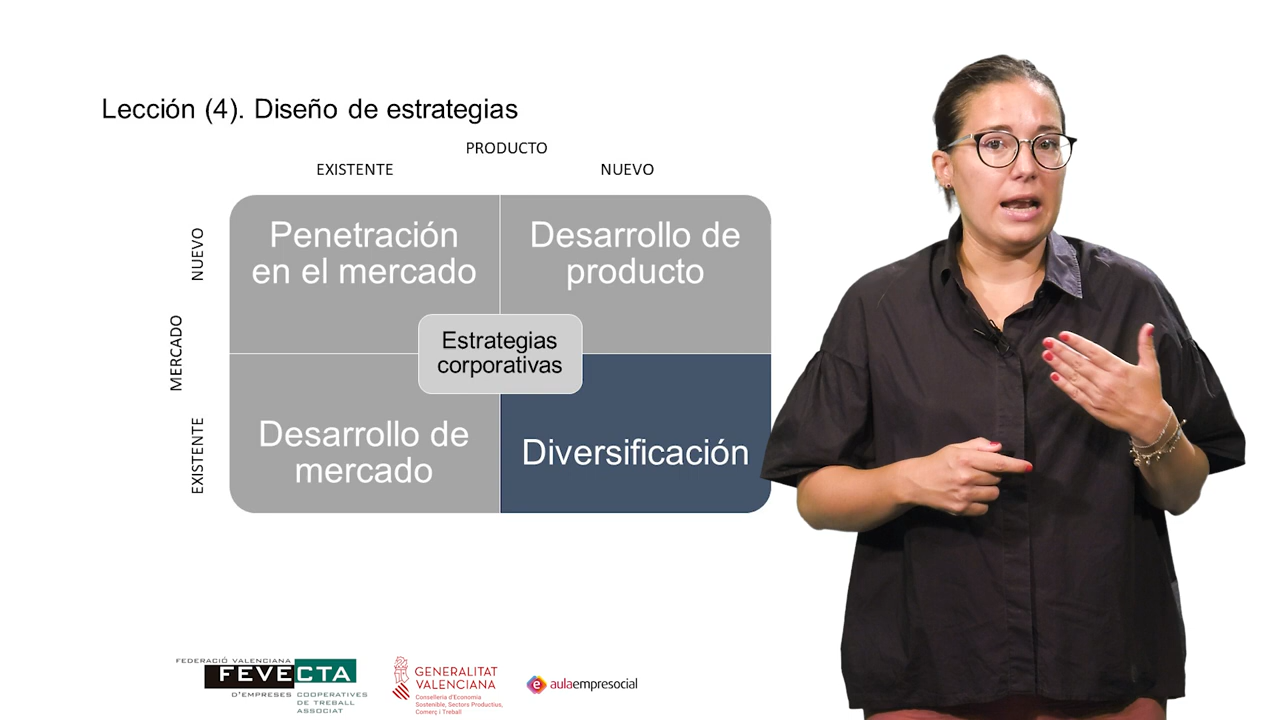 Lección (4). Diseño de estrategias
PRODUCTO
EXISTENTE
NUEVO
MERCADO
NUEVO
EXISTENTE
Penetración
en el mercado
Desarrollo de
producto
Estrategias
corporativas
Desarrollo de
mercado
Diversificación
FEDERACIÓ VALENCIANA
FEVECTA
D'EMPRESES COOPERATIVES
DE TREBALL
ASSOCIAT
GENERALITAT
VALENCIANA
Conselleria d'Economia
Sostenible, Sectors Productius,
Comerç i Treball
e aulaempresocial